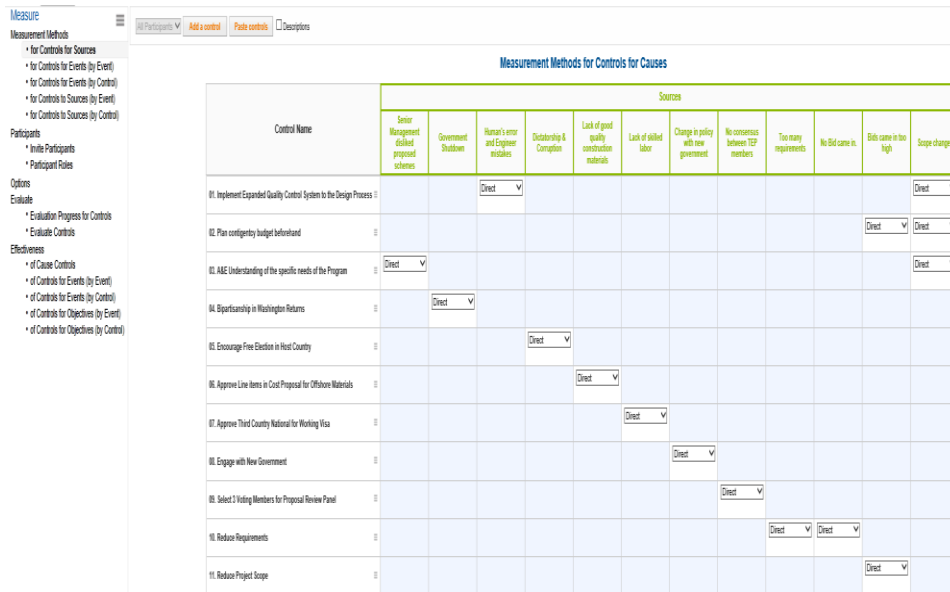 Measure
Measurement Methods
• for Controls for Sources
• for Controls for Events (by Event)
• for Controls for Events (by Control)
• for Controls to Sources (by Event)
• for Controls to Sources (by Control)
Participants
• Invite Participants
• Participant Roles
Options
Evaluate
• Evaluation Progress for Controls
• Evaluate Controls
Effectiveness
• of Cause Controls
• of Controls for Events (by Event)
• of Controls for Events (by Control)
• of Controls for Objectives (by Event)
• of Controls for Objectives (by Control)
All Participants Add a control Paste controls Descriptions
Measurement Methods for Controls for Causes
Sources
Control Name
Senior Management disliked proposed schemes
Government Shutdown
Human's error and Engineer mistakes
Dictatorship & Corruption
Lack of good quality construction materials
Lack of skilled labor
Change in policy with new government
No consensus between TEP members
Too many requirements
No Bid came in.
Bids came in too high
Scope change
01. Implement Expanded Quality Control System to the Design Process Direct Direct
02. Plan contigentoy budget beforehand Direct Direct
03. A&E Understanding of the specific needs of the Program Direct Direct
04. Bipartisanship in Washington Returns Direct
05. Encourage Free Election in Host Country Direct
06. Approve Line items in Cost Proposal for Offshore Materials Direct
07. Approve Third Country National for Working Visa Direct
08. Engage with New Government Direct
09. Select 3 Voting Members for Proposal Review Panel Direct
10. Reduce Requirements Direct Direct
11. Reduce Project Scope Direct